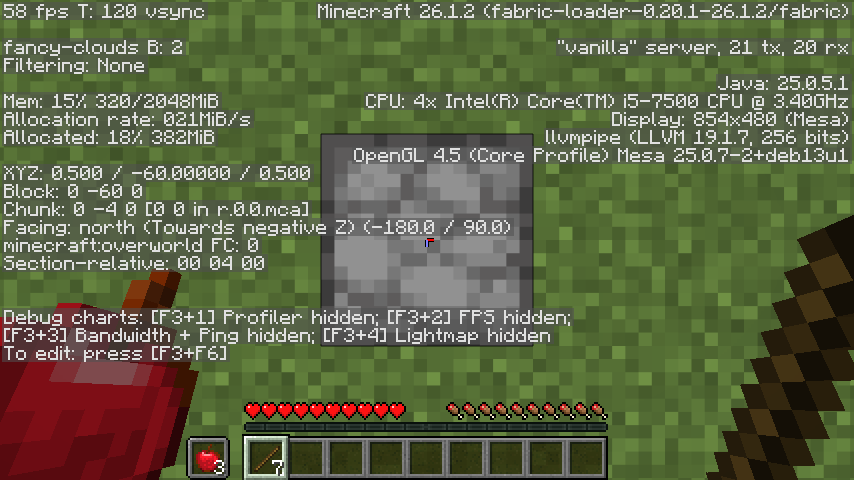 58 fps T: 120 vsync
Minecraft 26.1.2 (fabric-loader-0.20.1-26.1.2/fabric)
fancy-clouds B: 2
"vanilla" server, 21 tx, 20 rx
Filtering: None
Java: 25.0.5.1
Mem: 15% 320/2048MiB
CPU: 4x Intel(R) Core(TM) i5-7500 CPU @ 3.40GHz
Allocation rate: 021MiB/s
Display: 854x480 (Mesa)
Allocated: 18% 382MiB
llvmpipe (LLVM 19.1.7, 256 bits)
OpenGL 4.5 (Core Profile) Mesa 25.0.7-2+deb13u1
XYZ: 0.500 / -60.00000 / 0.500
Block: 0 -60 0
Chunk: 0 -4 0 [0 0 in r.0.0.mca]
Facing: north (Towards negative Z) (-180.0 / 90.0)
minecraft:overworld FC: 0
Section-relative: 00 04 00
Debug charts: [F3+1] Profiler hidden; [F3+2] FPS hidden;
[F3+3] Bandwidth + Ping hidden; [F3+4] Lightmap hidden
To edit: press [F3+F6]
3
7